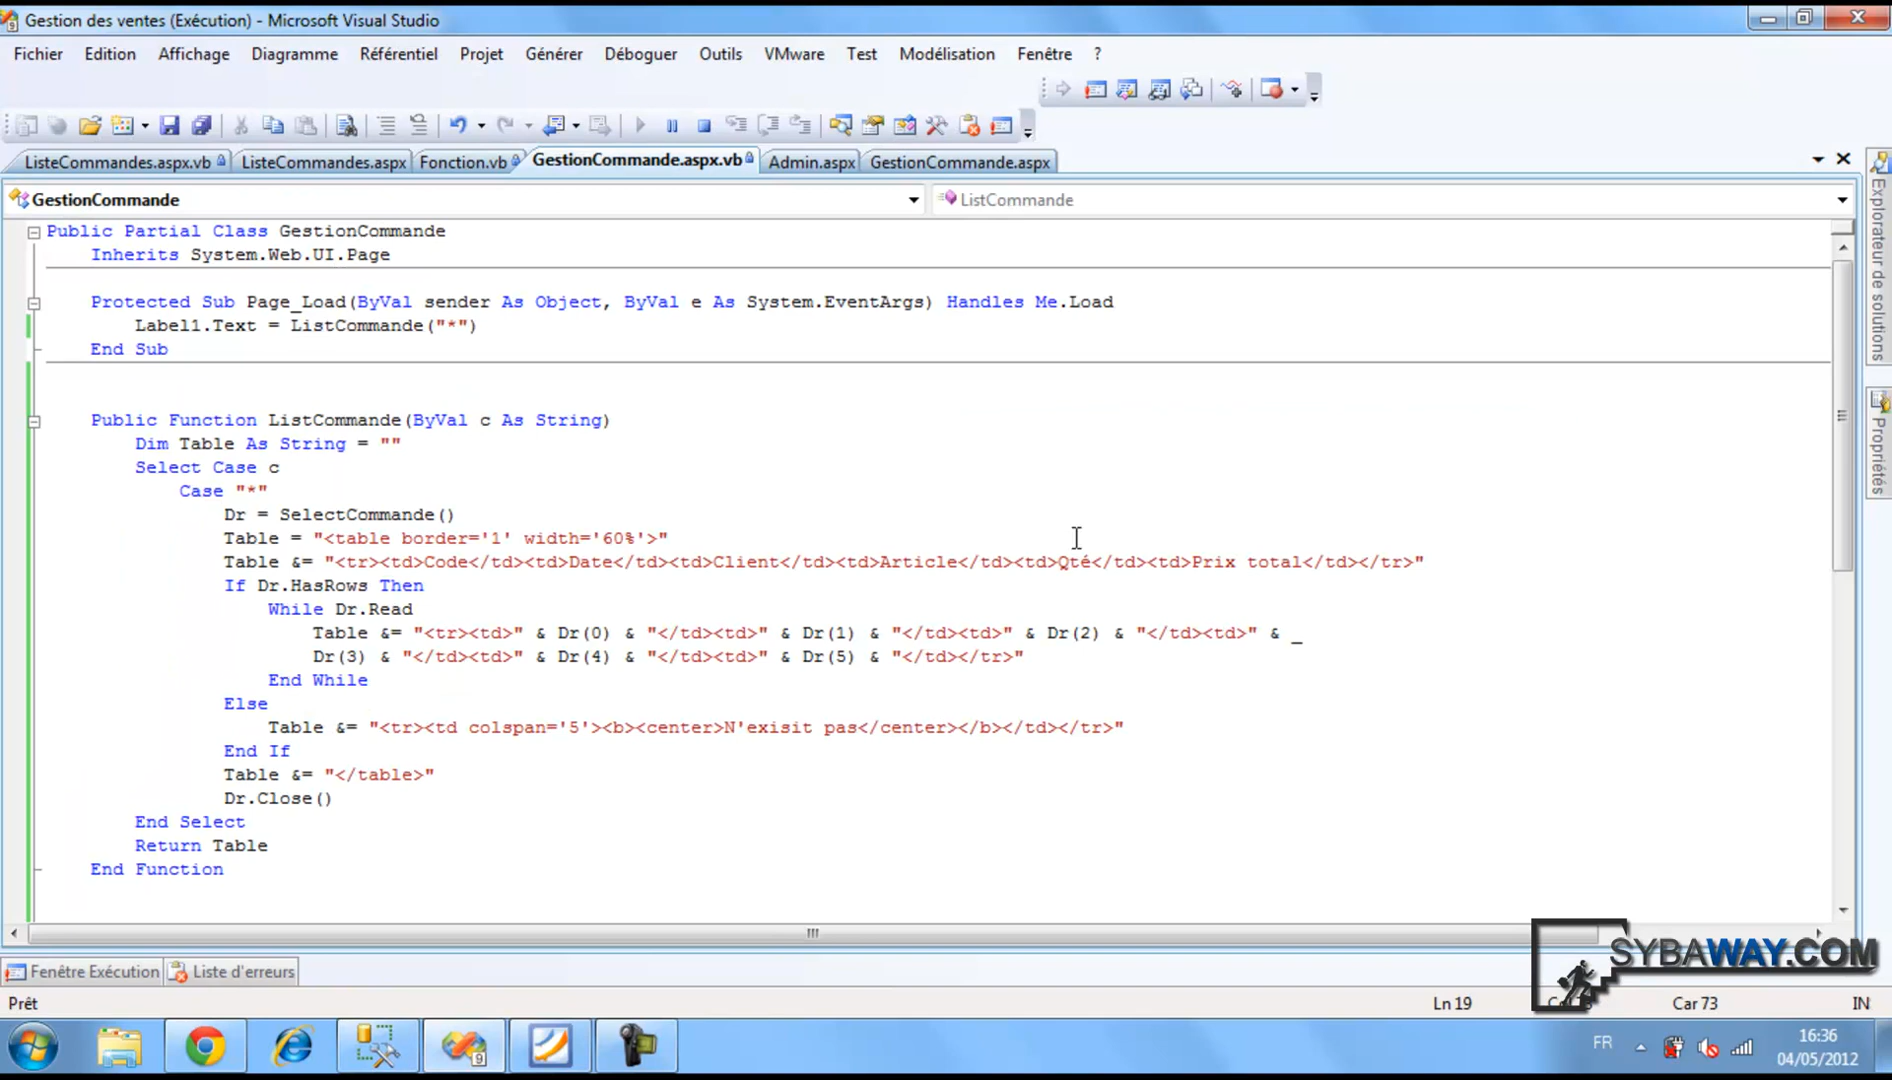 Gestion des ventes (Exécution) - Microsoft Visual Studio
Fichier Edition Affichage Diagramme Référentiel Projet Générer Déboguer Outils VMware Test Modélisation Fenêtre ?
ListeCommandes.aspx.vb ListeCommandes.aspx Fonction.vb GestionCommande.aspx.vb Admin.aspx GestionCommande.aspx
GestionCommande ListCommande
Public Partial Class GestionCommande
Inherits System.Web.UI.Page
Protected Sub Page_Load(ByVal sender As Object, ByVal e As System.EventArgs) Handles Me.Load
Label1.Text = ListCommande("*")
End Sub
Public Function ListCommande(ByVal c As String)
Dim Table As String = ""
Select Case c
Case "*"
Dr = SelectCommande()
Table = "<table border='1' width='60%'>"
Table &= "<tr><td>Code</td><td>Date</td><td>Client</td><td>Article</td><td>Qté</td><td>Prix total</td></tr>"
If Dr.HasRows Then
While Dr.Read
Table &= "<tr><td>" & Dr(0) & "</td><td>" & Dr(1) & "</td><td>" & Dr(2) & "</td><td>" & _
Dr(3) & "</td><td>" & Dr(4) & "</td><td>" & Dr(5) & "</td></tr>"
End While
Else
Table &= "<tr><td colspan='5'><b><center>N'exisit pas</center></b></td></tr>"
End If
Table &= "</table>"
Dr.Close()
End Select
Return Table
End Function
Explorateur de solutions
Propriétés
Fenêtre Exécution Liste d'erreurs
SYBAWAY.COM
Prêt Ln 19 Car 73 IN
FR 16:36
04/05/2012